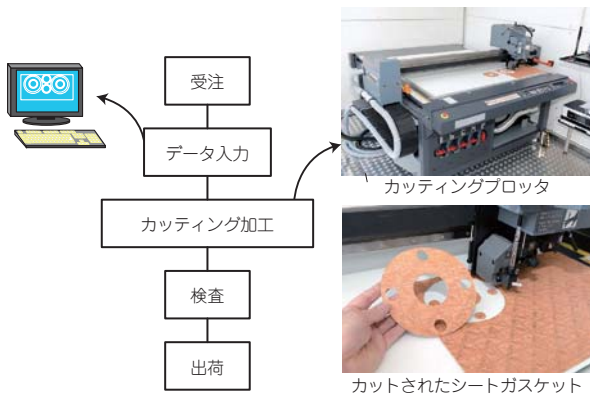 受注
データ入力
カッティング加工
検査
出荷
カッティングプロッタ
カットされたシートガスケット